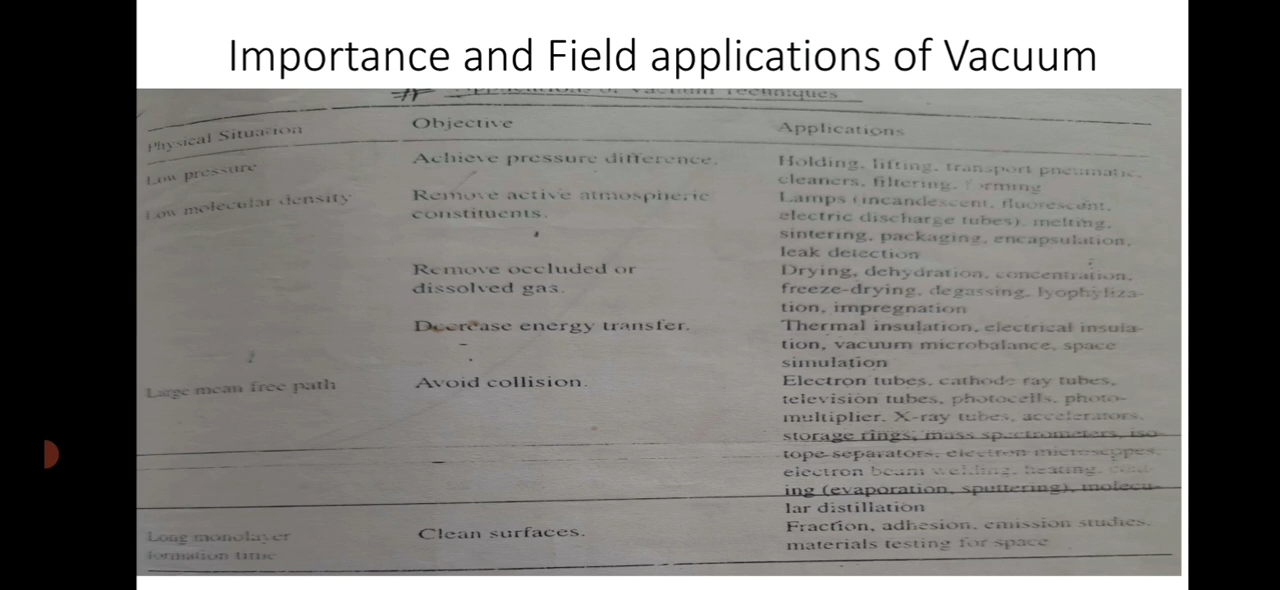 Importance and Field applications of Vacuum
Applications of Vacuum Techniques
Physical Situation Objective Applications
Low pressure Achieve pressure difference. Holding, lifting, transport pneumatic,
cleaners, filtering, forming
Low molecular density Remove active atmospheric Lamps (incandescent, fluorescent,
constituents. electric discharge tubes), melting,
sintering, packaging, encapsulation,
leak detection
Remove occluded or Drying, dehydration, concentration,
dissolved gas. freeze-drying, degassing, lyophyliza-
tion, impregnation
Decrease energy transfer. Thermal insulation, electrical insula-
tion, vacuum microbalance, space
simulation
Large mean free path Avoid collision. Electron tubes, cathode ray tubes,
television tubes, photocells, photo-
multiplier, X-ray tubes, accelerators,
storage rings, mass spectrometers, iso-
tope separators, electron microscopes,
electron beam welding, heating, coat-
ing (evaporation, sputtering), molecu-
lar distillation
Long monolayer Clean surfaces. Fraction, adhesion, emission studies,
formation time materials testing for space